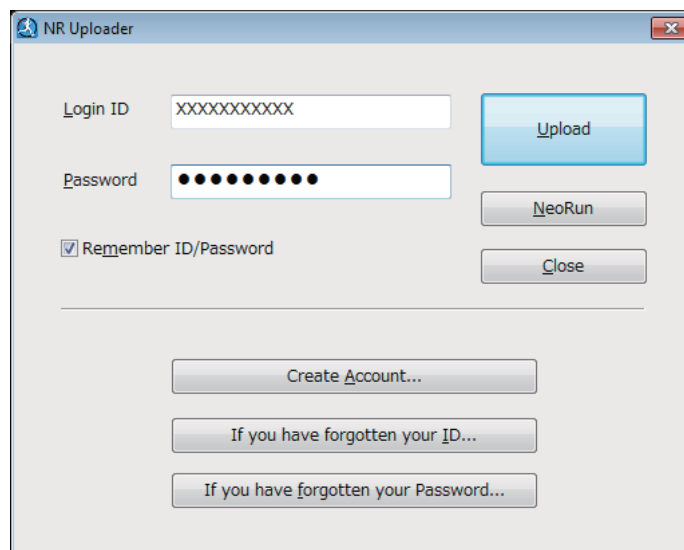 NR Uploader
Login ID XXXXXXXXXXX
Upload
Password ●●●●●●●●●
NeoRun
Remember ID/Password
Close
Create Account...
If you have forgotten your ID...
If you have forgotten your Password...